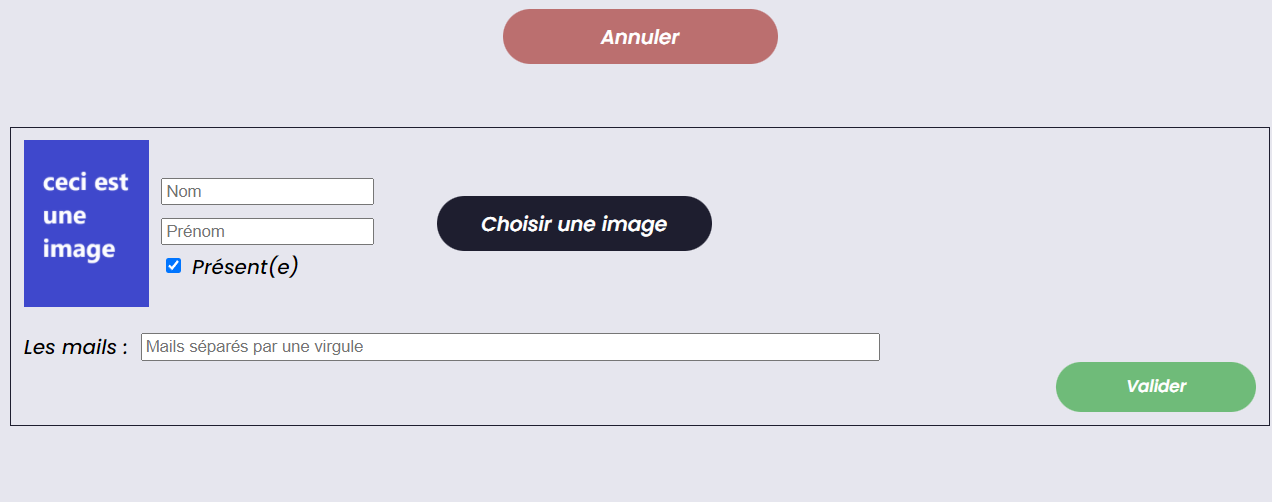 Annuler
ceci est
une
image
Nom
Prénom
Présent(e)
Choisir une image
Les mails :
Mails séparés par une virgule
Valider